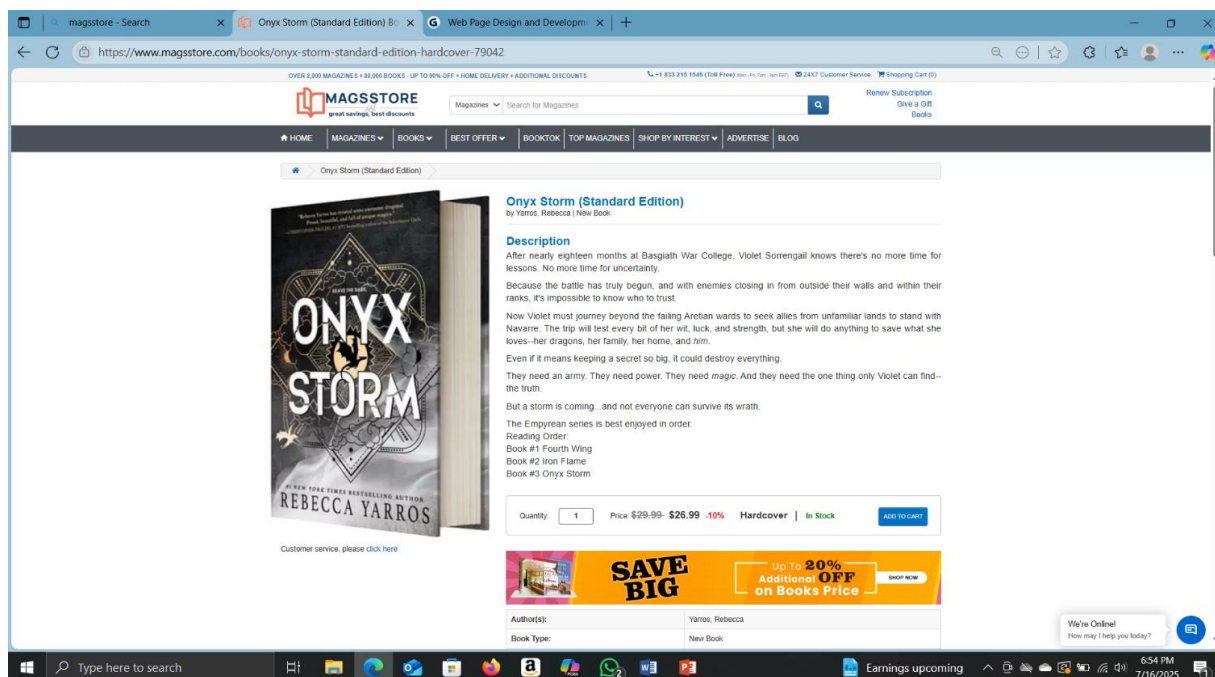 magsstore - Search
Onyx Storm (Standard Edition) Bo
Web Page Design and Developm
https://www.magsstore.com/books/onyx-storm-standard-edition-hardcover-79042
OVER 2,000 MAGAZINES + 80,000 BOOKS - UP TO 90% OFF + HOME DELIVERY + ADDITIONAL DISCOUNTS
+1 833 216 1546 (Toll Free)
24X7 Customer Service
Shopping Cart (0)
MAGSSTORE
great savings, best discounts
Magazines
Search for Magazines
Renew Subscription
Give a Gift
Books
HOME MAGAZINES BOOKS BEST OFFER BOOKTOK TOP MAGAZINES SHOP BY INTEREST ADVERTISE BLOG
Onyx Storm (Standard Edition)
BRAVE THE DARK
ONYX
STORM
#1 NEW YORK TIMES BESTSELLING AUTHOR
REBECCA YARROS
Customer service, please click here
Onyx Storm (Standard Edition)
by Yarros, Rebecca | New Book
Description
After nearly eighteen months at Basgiath War College, Violet Sorrengail knows there's no more time for
lessons. No more time for uncertainty.
Because the battle has truly begun, and with enemies closing in from outside their walls and within their
ranks, it's impossible to know who to trust.
Now Violet must journey beyond the failing Aretian wards to seek allies from unfamiliar lands to stand with
Navarre. The trip will test every bit of her wit, luck, and strength, but she will do anything to save what she
loves--her dragons, her family, her home, and him.
Even if it means keeping a secret so big, it could destroy everything.
They need an army. They need power. They need magic. And they need the one thing only Violet can find--
the truth.
But a storm is coming...and not everyone can survive its wrath.
The Empyrean series is best enjoyed in order.
Reading Order:
Book #1 Fourth Wing
Book #2 Iron Flame
Book #3 Onyx Storm
Quantity: 1 Price: $29.99 $26.99 -10% Hardcover | In Stock ADD TO CART
SAVE
BIG
Up To 20%
Additional OFF
on Books Price
SHOP NOW
Author(s): Yarros, Rebecca
Book Type: New Book
We're Online!
How may I help you today?
Type here to search
Earnings upcoming
6:54 PM
7/16/2025